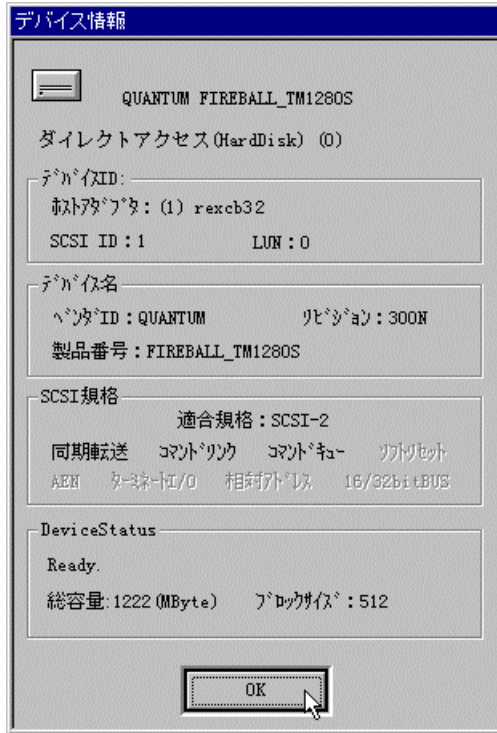 デバイス情報
QUANTUM FIREBALL_TM1280S
ダイレクトアクセス(HardDisk) (0)
ﾃﾞﾊﾞｲｽID:
ﾎｽﾄｱﾀﾞﾌﾟﾀ：(1) rexcb32
SCSI ID：1 LUN：0
ﾃﾞﾊﾞｲｽ名
ﾍﾞﾝﾀﾞID：QUANTUM ﾘﾋﾞｼﾞｮﾝ：300N
製品番号：FIREBALL_TM1280S
SCSI規格
適合規格：SCSI-2
同期転送 ｺﾏﾝﾄﾞﾘﾝｸ ｺﾏﾝﾄﾞｷｭｰ ｿﾌﾄﾘｾｯﾄ
AEN ﾀｰﾐﾈｰﾄI/O 相対ｱﾄﾞﾚｽ 16/32bitBUS
DeviceStatus
Ready.
総容量:1222(MByte) ﾌﾞﾛｯｸｻｲｽﾞ：512
OK